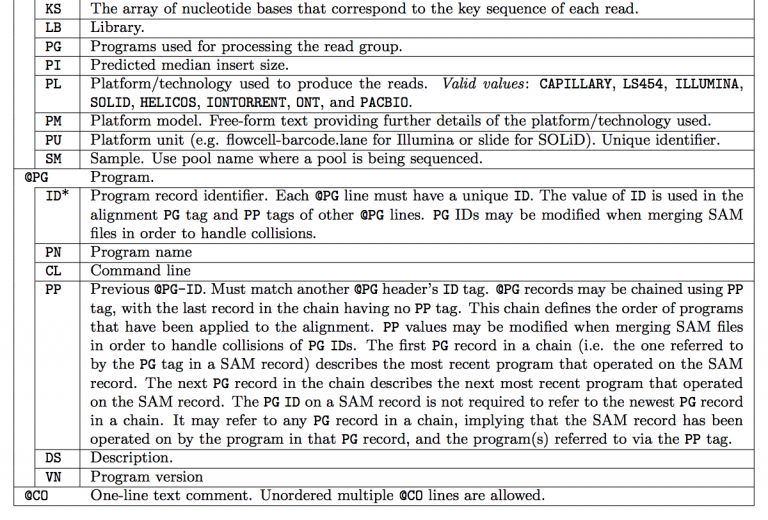 KS The array of nucleotide bases that correspond to the key sequence of each read.
LB Library.
PG Programs used for processing the read group.
PI Predicted median insert size.
PL Platform/technology used to produce the reads. Valid values: CAPILLARY, LS454, ILLUMINA,
SOLID, HELICOS, IONTORRENT, ONT, and PACBIO.
PM Platform model. Free-form text providing further details of the platform/technology used.
PU Platform unit (e.g. flowcell-barcode.lane for Illumina or slide for SOLiD). Unique identifier.
SM Sample. Use pool name where a pool is being sequenced.
@PG Program.
ID* Program record identifier. Each @PG line must have a unique ID. The value of ID is used in the
alignment PG tag and PP tags of other @PG lines. PG IDs may be modified when merging SAM
files in order to handle collisions.
PN Program name
CL Command line
PP Previous @PG-ID. Must match another @PG header's ID tag. @PG records may be chained using PP
tag, with the last record in the chain having no PP tag. This chain defines the order of programs
that have been applied to the alignment. PP values may be modified when merging SAM files
in order to handle collisions of PG IDs. The first PG record in a chain (i.e. the one referred to
by the PG tag in a SAM record) describes the most recent program that operated on the SAM
record. The next PG record in the chain describes the next most recent program that operated
on the SAM record. The PG ID on a SAM record is not required to refer to the newest PG record
in a chain. It may refer to any PG record in a chain, implying that the SAM record has been
operated on by the program in that PG record, and the program(s) referred to via the PP tag.
DS Description.
VN Program version
@CO One-line text comment. Unordered multiple @CO lines are allowed.